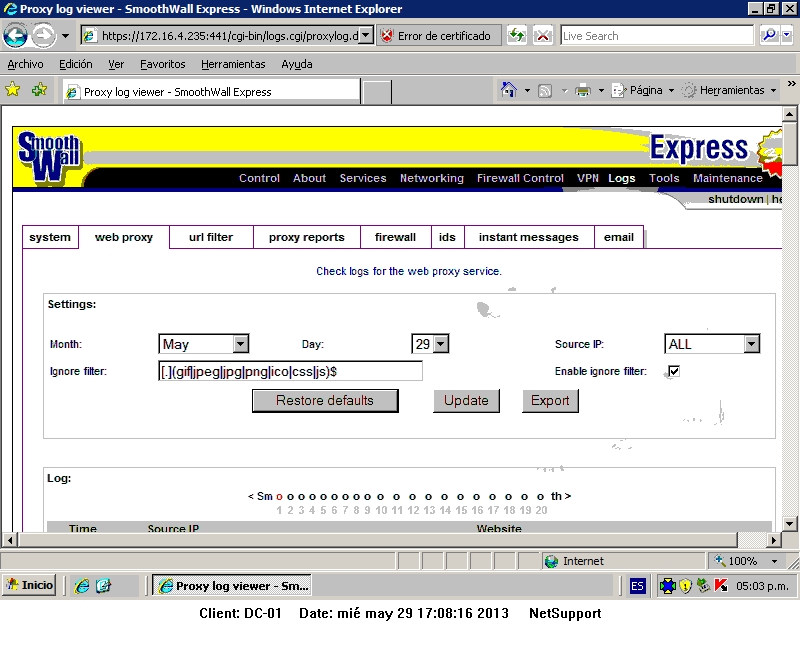 Proxy log viewer - SmoothWall Express - Windows Internet Explorer
https://172.16.4.235:441/cgi-bin/logs.cgi/proxylog.d Error de certificado Live Search
Archivo Edición Ver Favoritos Herramientas Ayuda
Proxy log viewer - SmoothWall Express Página Herramientas »
Smooth Wall Express
Control About Services Networking Firewall Control VPN Logs Tools Maintenance
shutdown | he
system web proxy url filter proxy reports firewall ids instant messages email
Check logs for the web proxy service.
Settings:
Month: May Day: 29 Source IP: ALL
Ignore filter: [.](gif|jpeg|jpg|png|ico|css|js)$ Enable ignore filter:
Restore defaults Update Export
Log:
< Sm o o o o o o o o o o o o o o o o o o o o th >
1 2 3 4 5 6 7 8 9 10 11 12 13 14 15 16 17 18 19 20
Time Source IP Website
Internet 100%
Inicio Proxy log viewer - Sm... ES 05:03 p.m.
Client: DC-01 Date: mié may 29 17:08:16 2013 NetSupport